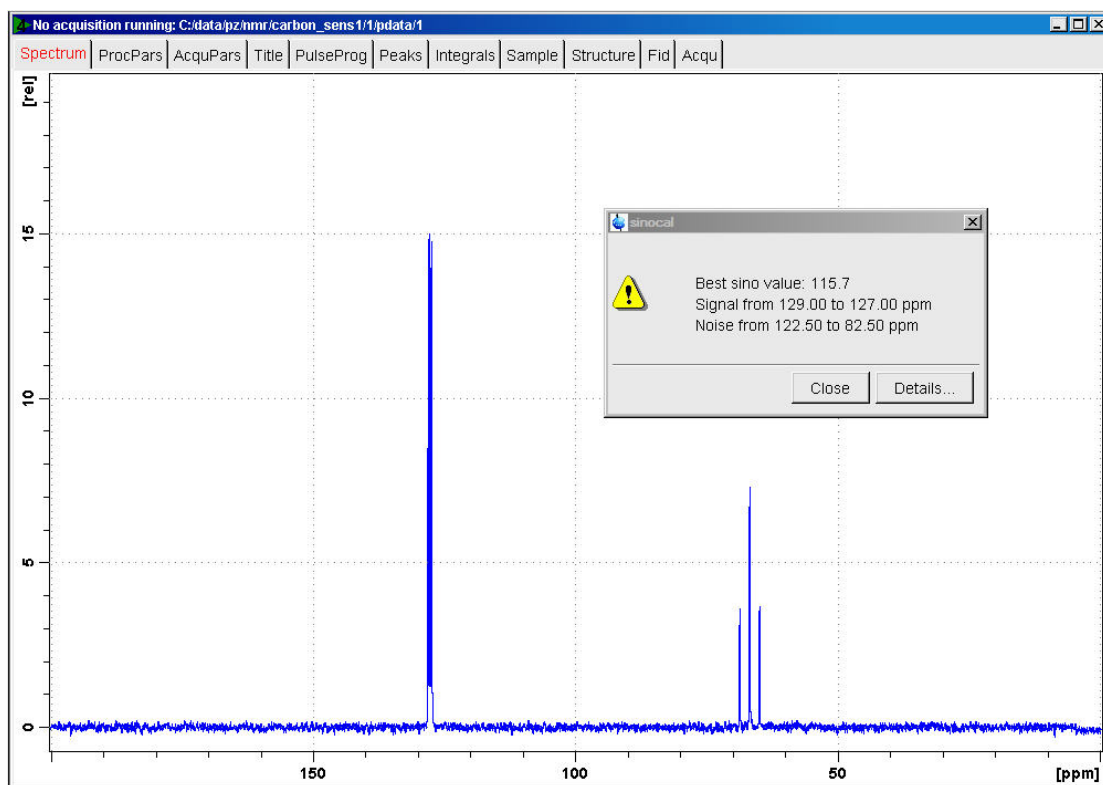 No acquisition running: C:/data/pz/nmr/carbon_sens1/1/pdata/1
Spectrum ProcPars AcquPars Title PulseProg Peaks Integrals Sample Structure Fid Acqu
[rel]
15
10
5
0
sinocal
Best sino value: 115.7
Signal from 129.00 to 127.00 ppm
Noise from 122.50 to 82.50 ppm
Close Details...
150 100 50 [ppm]